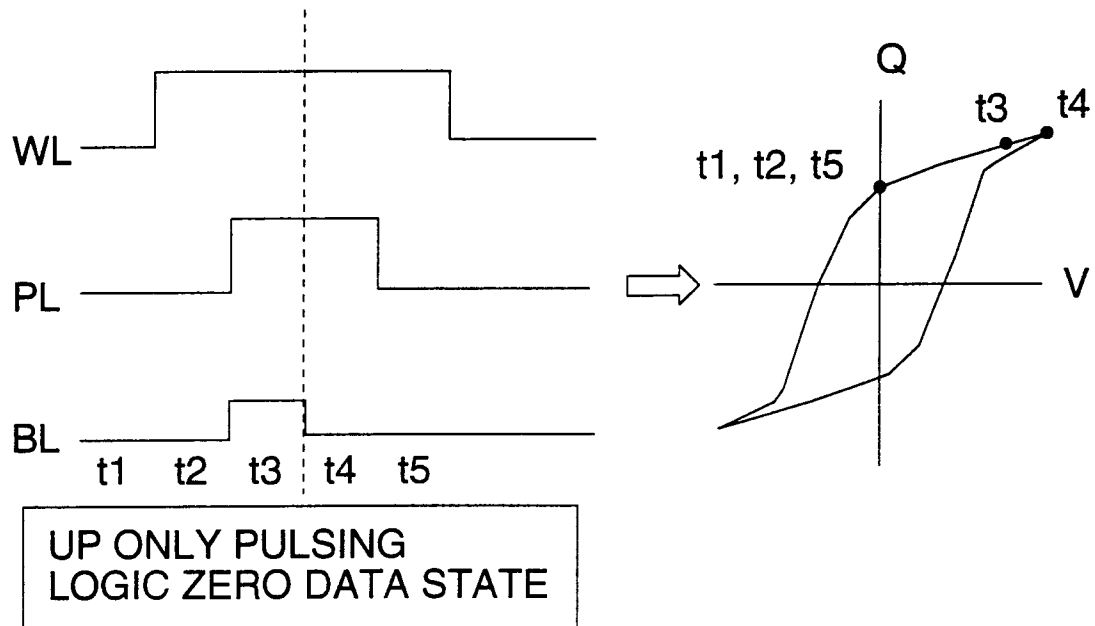 WL
PL
BL
t1 t2 t3 t4 t5
UP ONLY PULSING
LOGIC ZERO DATA STATE
Q
t3 t4
t1, t2, t5
V